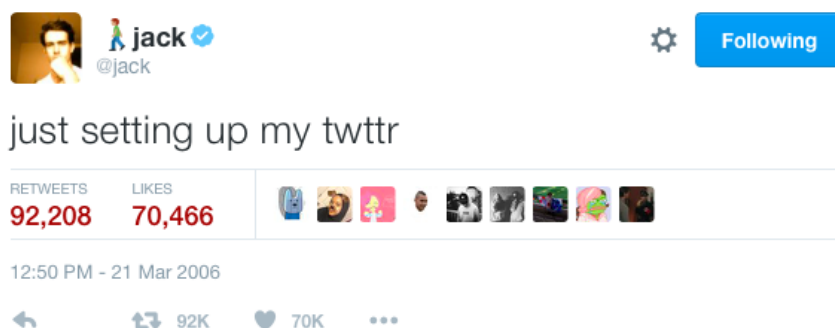 jack
@jack
Following
just setting up my twttr
RETWEETS LIKES
92,208 70,466
12:50 PM - 21 Mar 2006
92K 70K